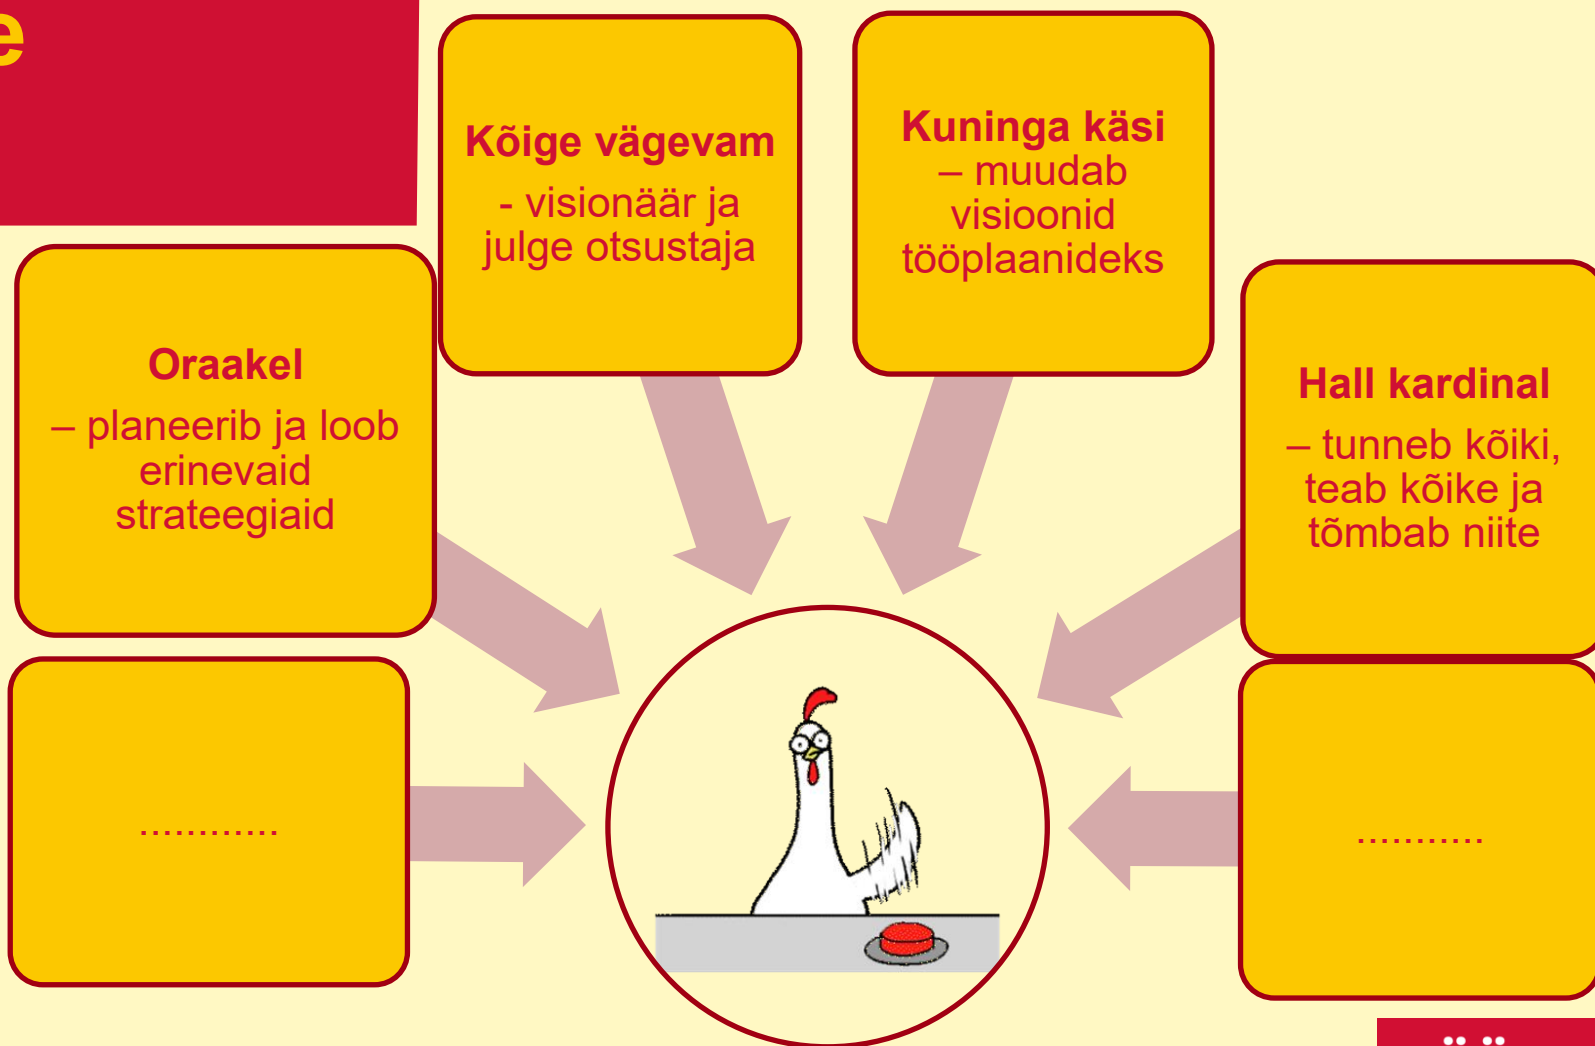 e
Kõige vägevam
- visionäär ja
julge otsustaja
Kuninga käsi
– muudab
visioonid
tööplaanideks
Oraakel
– planeerib ja loob
erinevaid
strateegiaid
Hall kardinal
– tunneb kõiki,
teab kõike ja
tõmbab niite
............
...........